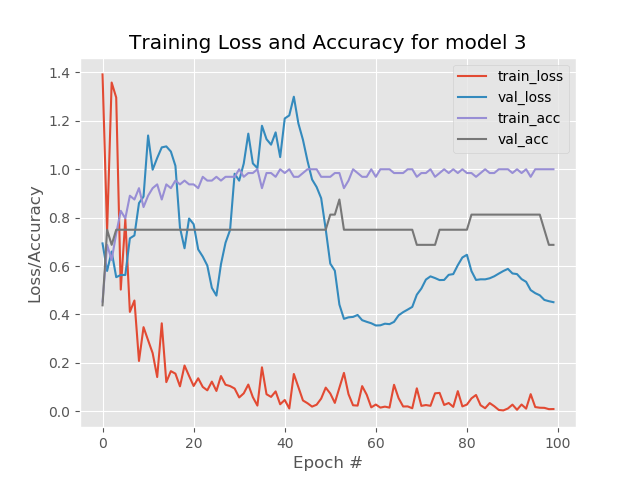 Training Loss and Accuracy for model 3
train_loss
val_loss
train_acc
val_acc
1.4
1.2
1.0
0.8
0.6
0.4
0.2
0.0
Loss/Accuracy
0 20 40 60 80 100
Epoch #